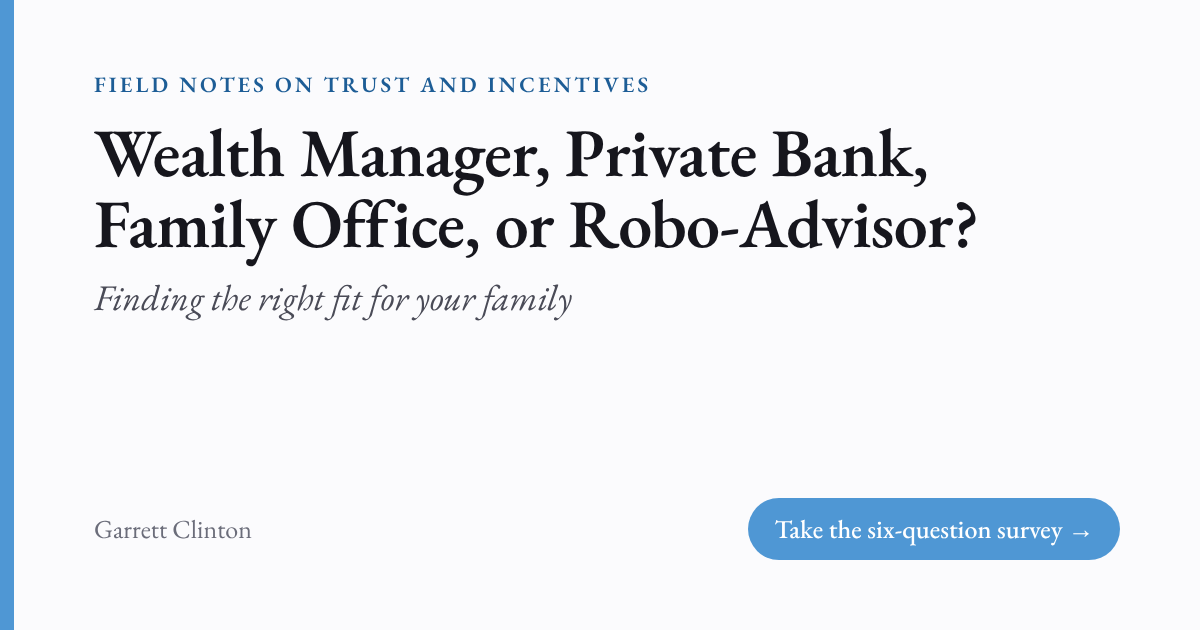 FIELD NOTES ON TRUST AND INCENTIVES
Wealth Manager, Private Bank,
Family Office, or Robo-Advisor?
Finding the right fit for your family
Garrett Clinton
Take the six-question survey →